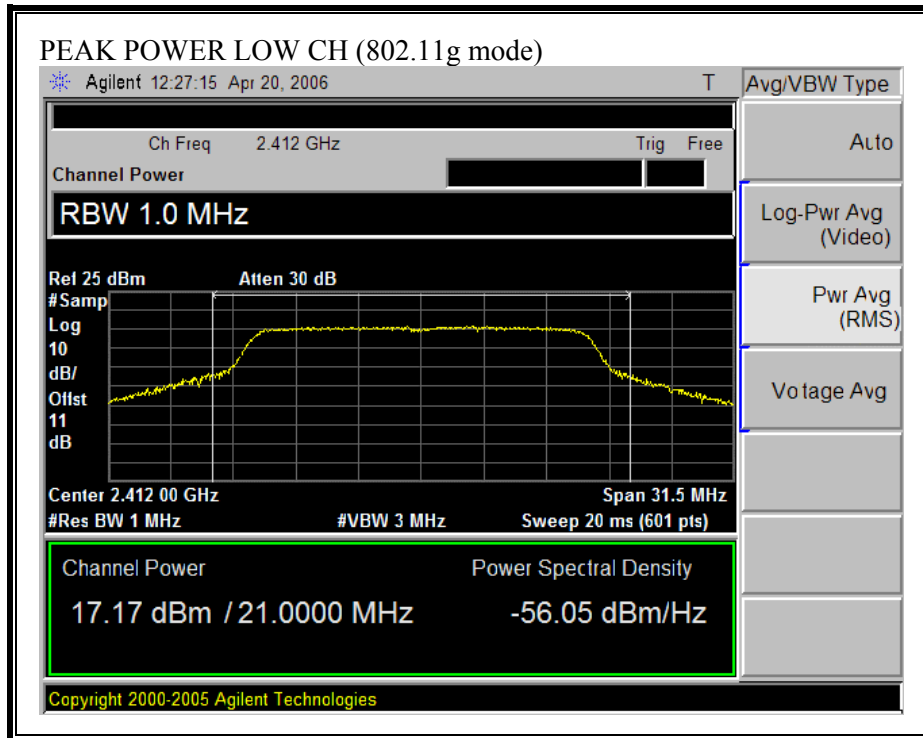 PEAK POWER LOW CH (802.11g mode)
Agilent 12:27:15 Apr 20, 2006 T
Avg/VBW Type
Ch Freq 2.412 GHz Trig Free
Channel Power
RBW 1.0 MHz
Ref 25 dBm Atten 30 dB
#Samp
Log
10
dB/
Offst
11
dB
Center 2.412 00 GHz Span 31.5 MHz
#Res BW 1 MHz #VBW 3 MHz Sweep 20 ms (601 pts)
Channel Power Power Spectral Density
17.17 dBm / 21.0000 MHz -56.05 dBm/Hz
Copyright 2000-2005 Agilent Technologies
Auto
Log-Pwr Avg
(Video)
Pwr Avg
(RMS)
Votage Avg